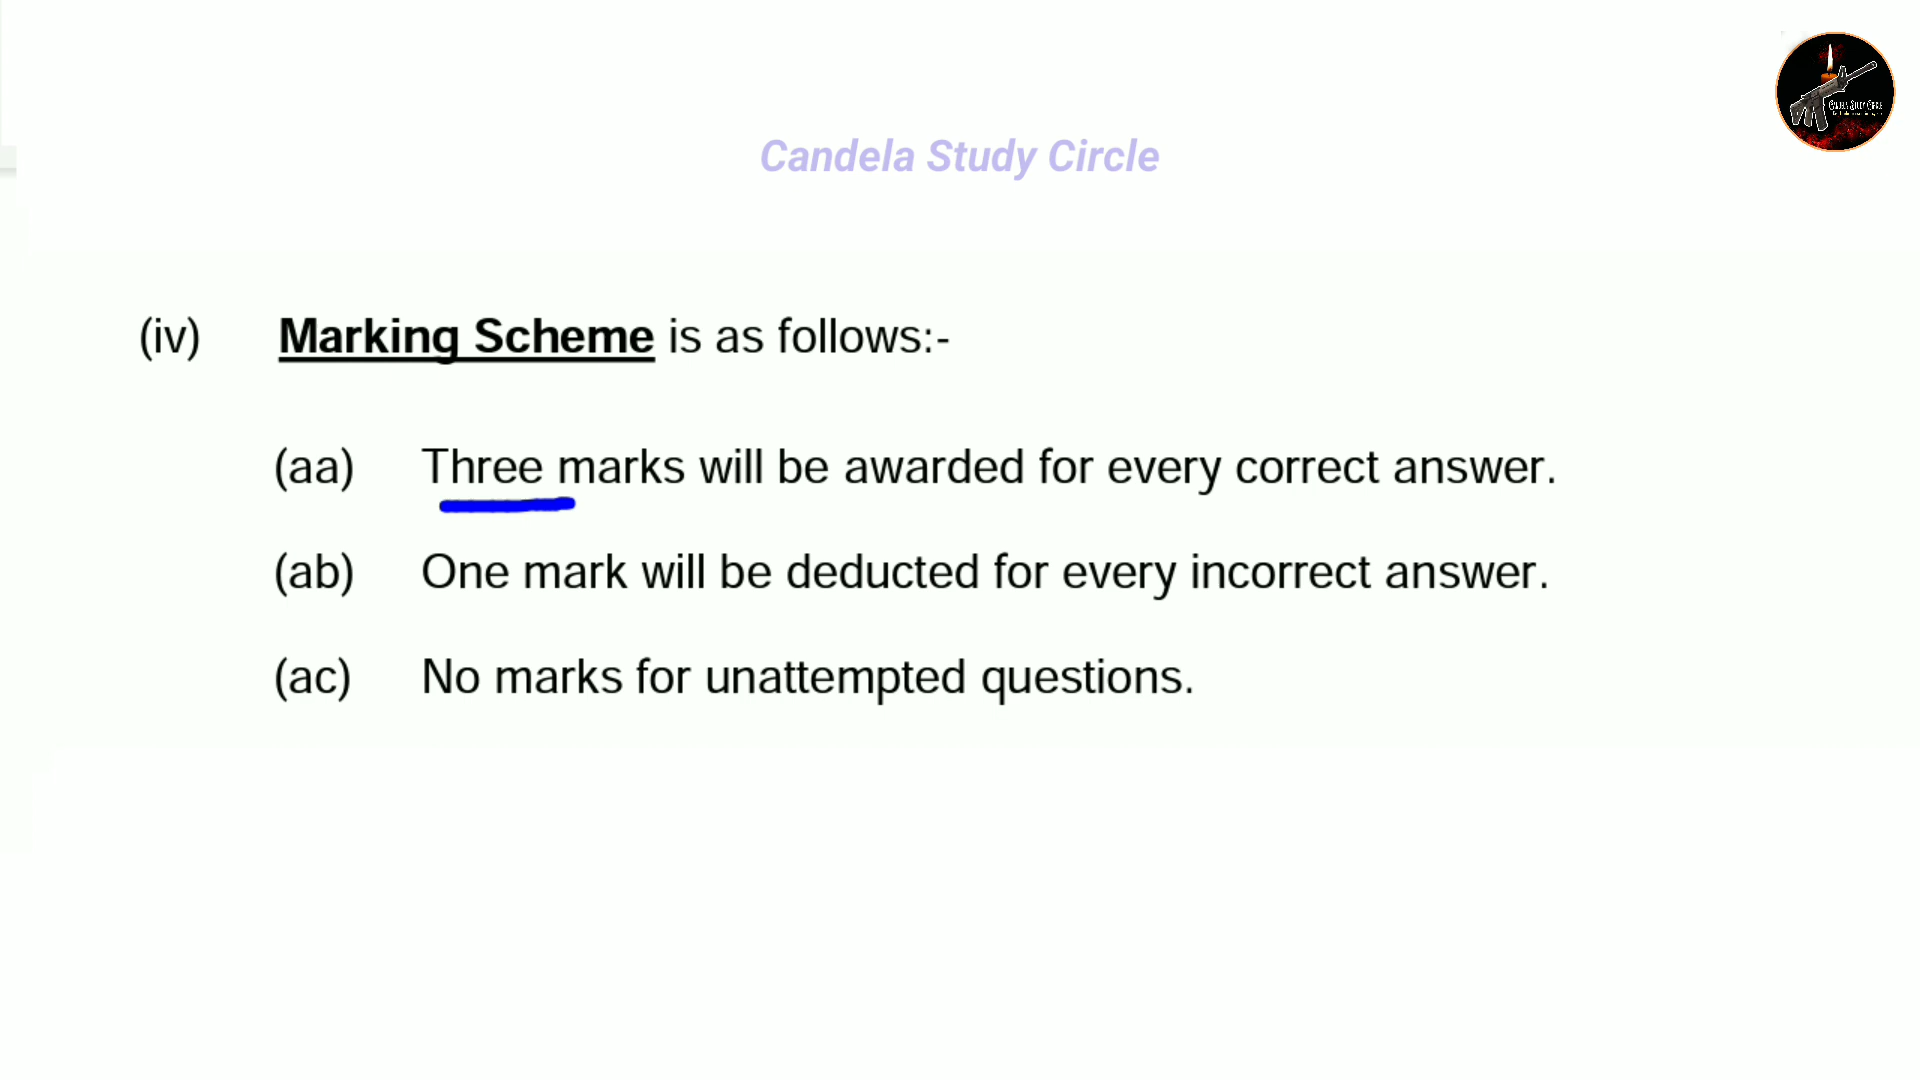 Candela Study Circle
(iv) Marking Scheme is as follows:-
(aa) Three marks will be awarded for every correct answer.
(ab) One mark will be deducted for every incorrect answer.
(ac) No marks for unattempted questions.